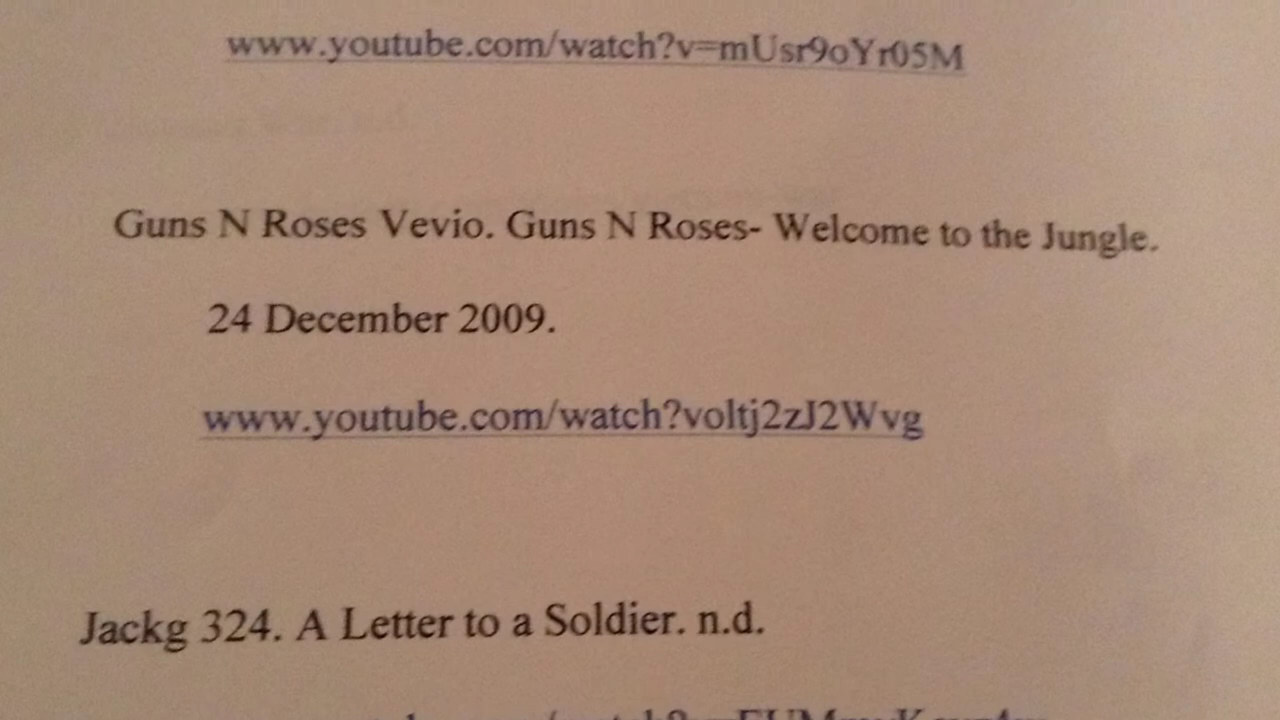 www.youtube.com/watch?v=mUsr9oYr05M
Guns N Roses Vevio. Guns N Roses- Welcome to the Jungle.
24 December 2009.
www.youtube.com/watch?voltj2zJ2Wvg
Jackg 324. A Letter to a Soldier. n.d.